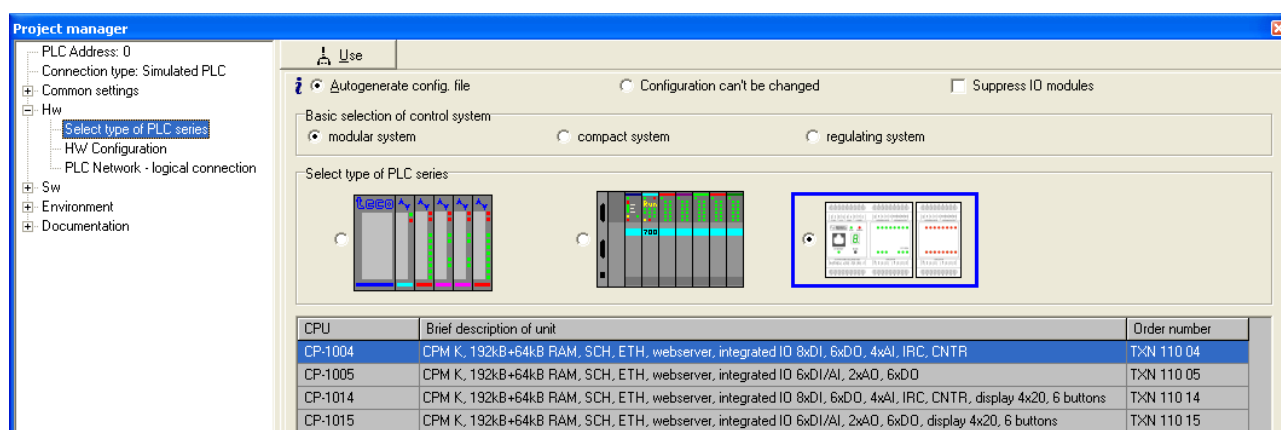 Project manager
PLC Address: 0
Connection type: Simulated PLC
Common settings
Hw
Select type of PLC series
HW Configuration
PLC Network - logical connection
Sw
Environment
Documentation
Use
i Autogenerate config. file Configuration can't be changed Suppress IO modules
Basic selection of control system
modular system compact system regulating system
Select type of PLC series
teco
Run
700
CPU Brief description of unit Order number
CP-1004 CPM K, 192kB+64kB RAM, SCH, ETH, webserver, integrated IO 8xDI, 6xDO, 4xAI, IRC, CNTR TXN 110 04
CP-1005 CPM K, 192kB+64kB RAM, SCH, ETH, webserver, integrated IO 6xDI/AI, 2xAO, 6xDO TXN 110 05
CP-1014 CPM K, 192kB+64kB RAM, SCH, ETH, webserver, integrated IO 8xDI, 6xDO, 4xAI, IRC, CNTR, display 4x20, 6 buttons TXN 110 14
CP-1015 CPM K, 192kB+64kB RAM, SCH, ETH, webserver, integrated IO 6xDI/AI, 2xAO, 6xDO, display 4x20, 6 buttons TXN 110 15